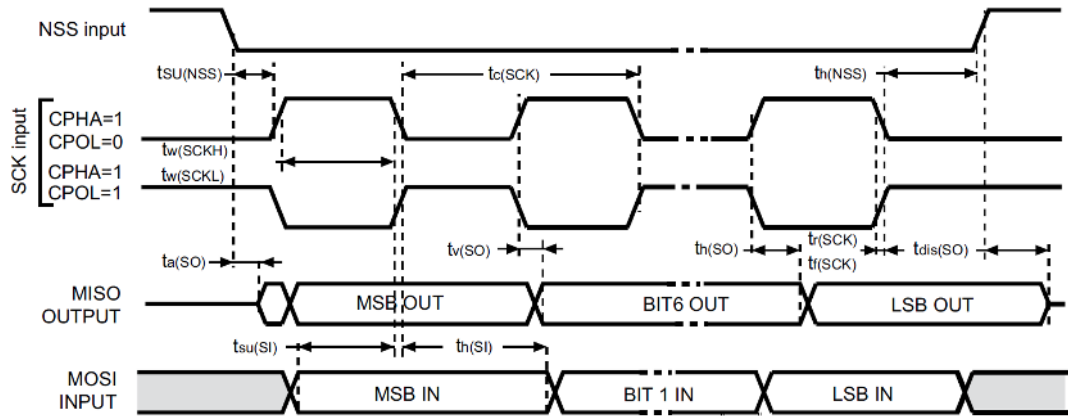 NSS input
tSU(NSS)
tc(SCK)
th(NSS)
SCK input
CPHA=1
CPOL=0
tw(SCKH)
CPHA=1
tw(SCKL)
CPOL=1
ta(SO)
tv(SO)
th(SO)
tr(SCK)
tf(SCK)
tdis(SO)
MISO
OUTPUT
MSB OUT
BIT6 OUT
LSB OUT
tsu(SI)
th(SI)
MOSI
INPUT
MSB IN
BIT 1 IN
LSB IN